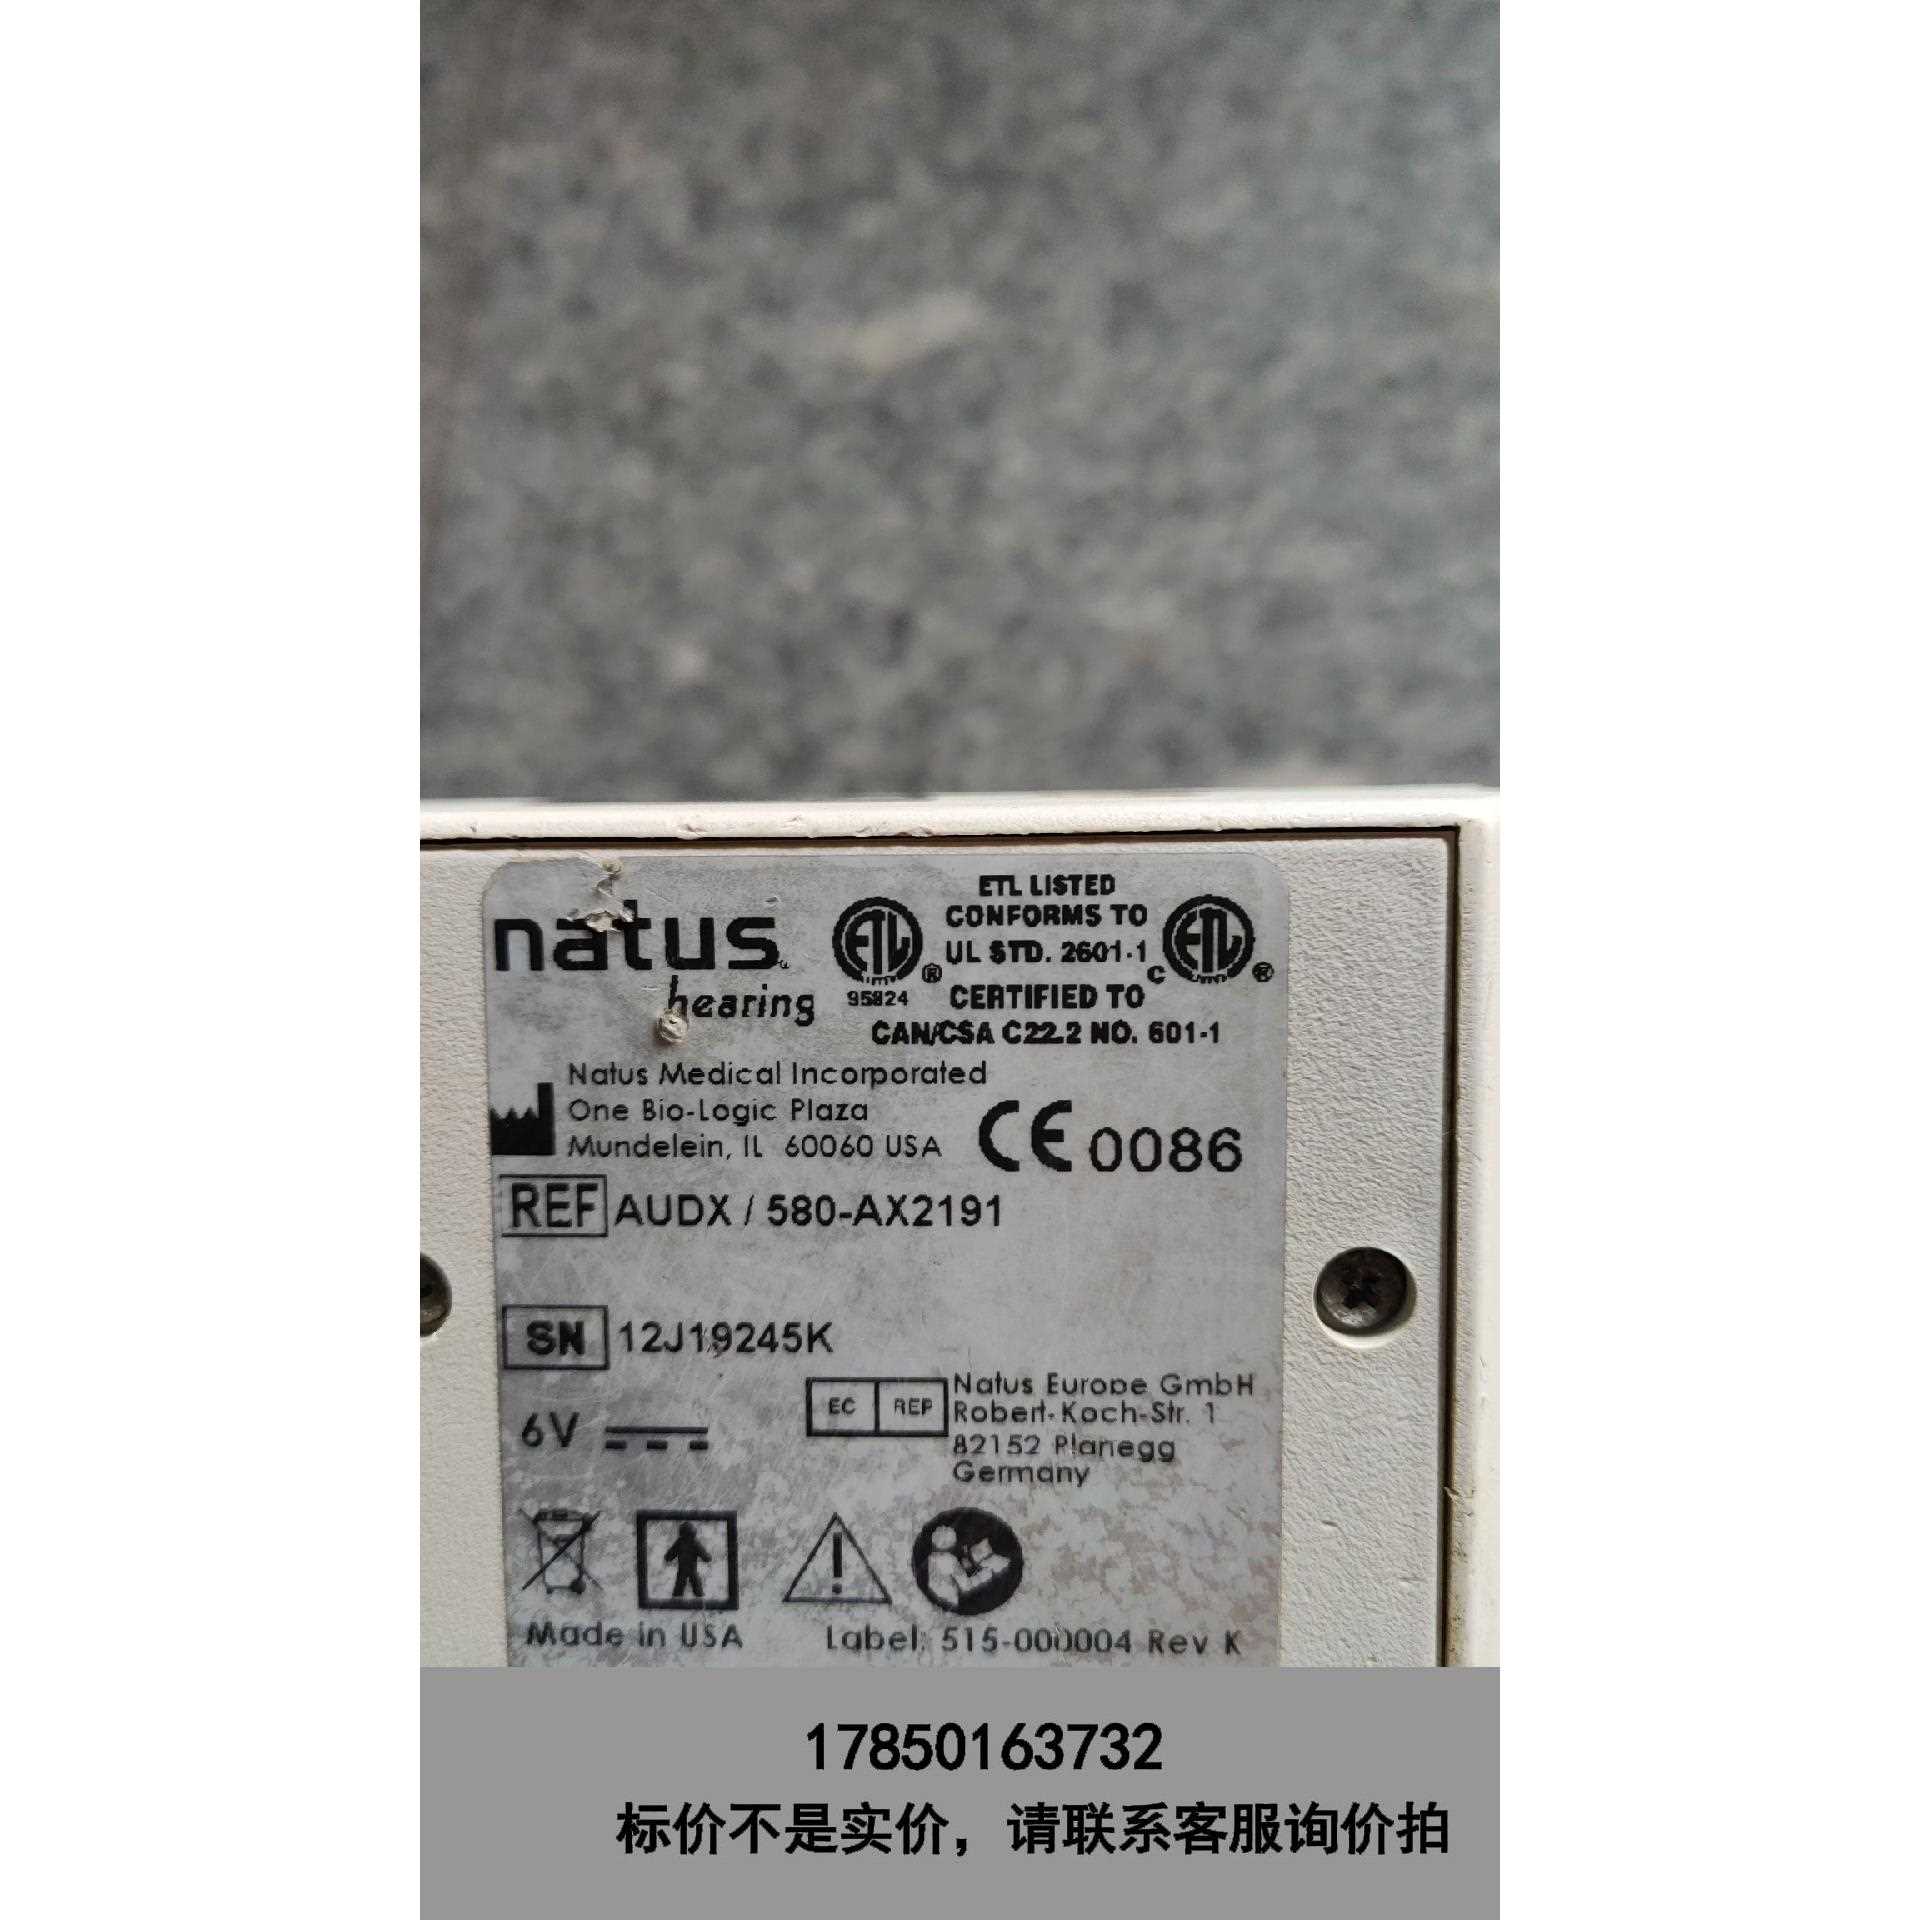 natus
hearing
ETL LISTED
CONFORMS TO
UL STD. 2601-1
95824
CERTIFIED TO
CAN/CSA C22.2 NO. 601-1
ETL
®
C
ETL
®
Natus Medical Incorporated
One Bio-Logic Plaza
Mundelein, IL 60060 USA
CE 0086
REF AUDX / 580-AX2191
SN 12J19245K
6V
EC REP
Natus Europe GmbH
Robert-Koch-Str. 1
82152 Planegg
Germany
Made in USA
Label: 515-000004 Rev K
17850163732
标价不是实价，请联系客服询价拍